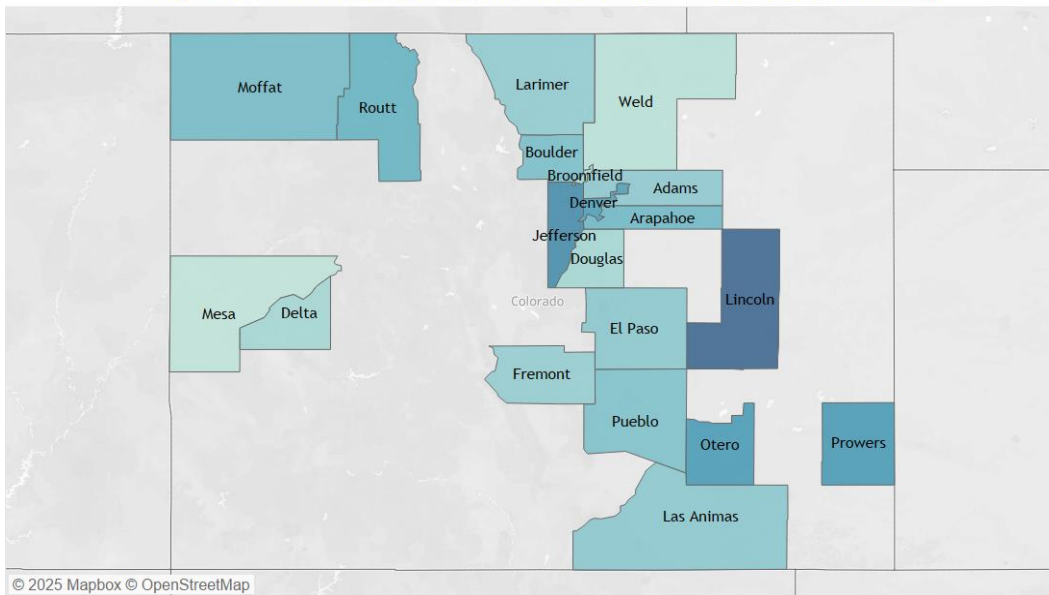 Moffat
Routt
Larimer
Weld
Boulder
Broomfield
Adams
Denver
Arapahoe
Jefferson
Douglas
Mesa
Delta
Colorado
Lincoln
El Paso
Fremont
Pueblo
Otero
Prowers
Las Animas
© 2025 Mapbox © OpenStreetMap